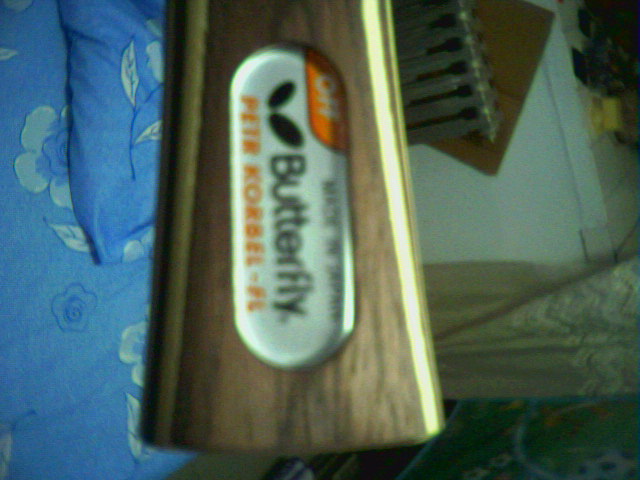 OFF
MADE IN JAPAN
Butterfly
PETR KORBEL-FL